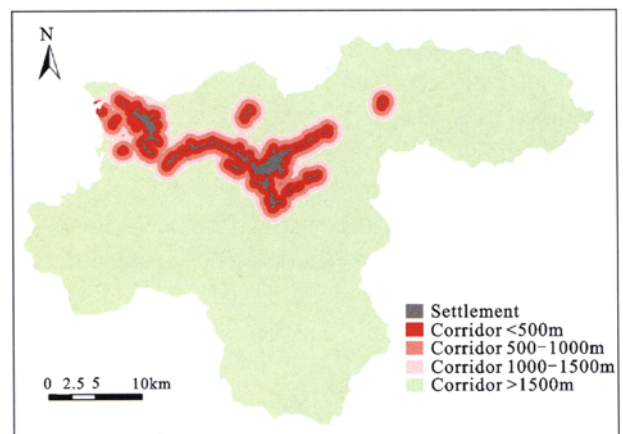 N
Settlement
Corridor <500m
Corridor 500-1000m
Corridor 1000-1500m
Corridor >1500m
0 2.5 5 10km